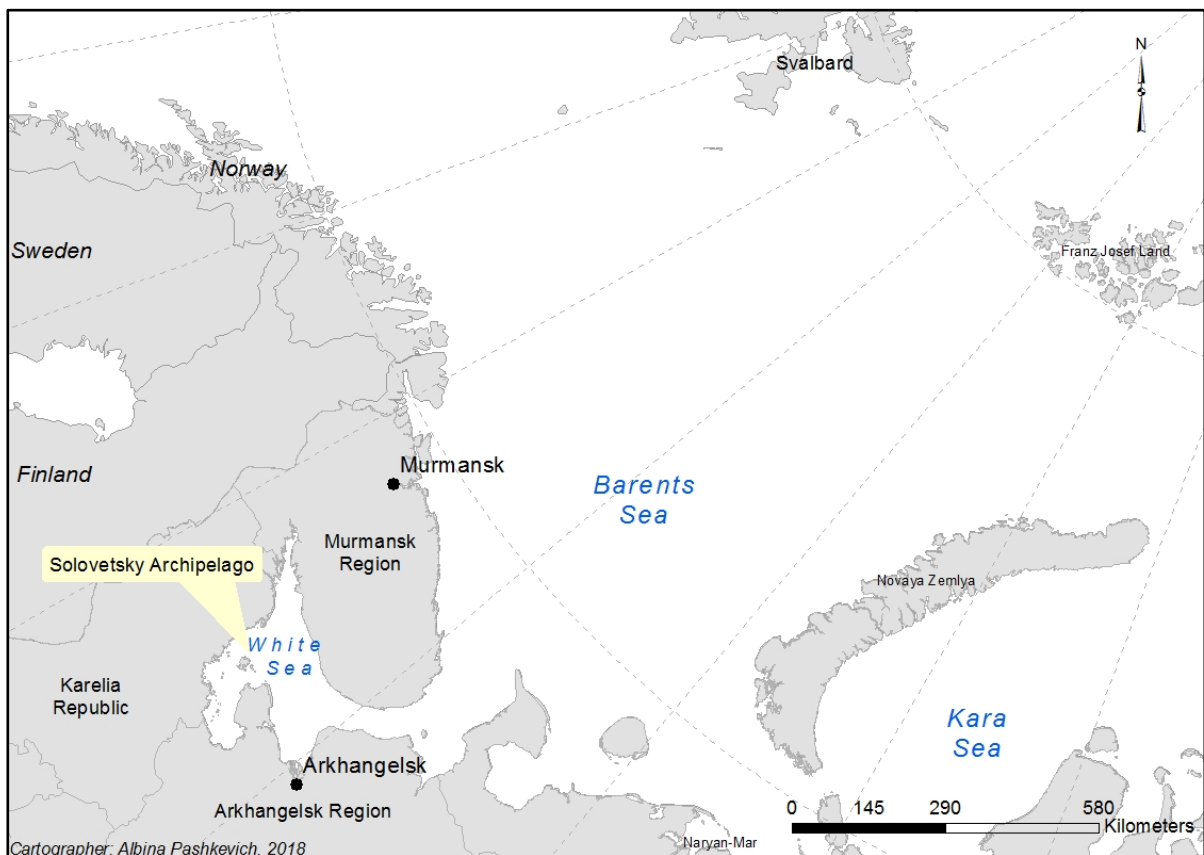 Svalbard
N
Norway
Sweden
Franz Josef Land
Murmansk
Finland
Barents
Sea
Murmansk
Region
Solovetsky Archipelago
Novaya Zemlya
White
Sea
Karelia
Republic
Kara
Sea
Arkhangelsk
Arkhangelsk Region
0 145 290 580
Kilometers
Naryan-Mar
Cartographer: Albina Pashkevich, 2018